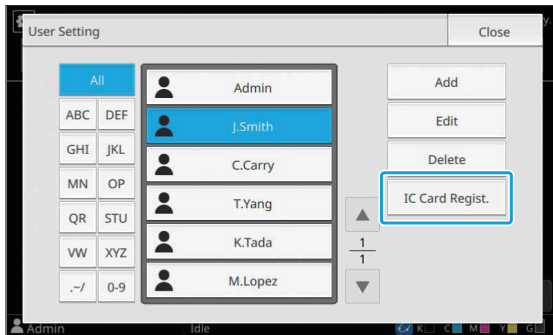 User Setting
Close
All
ABC DEF
GHI JKL
MN OP
QR STU
VW XYZ
.~/ 0-9
Admin
J.Smith
C.Carry
T.Yang
K.Tada
M.Lopez
1
1
Add
Edit
Delete
IC Card Regist.
Admin Idle K C M Y G